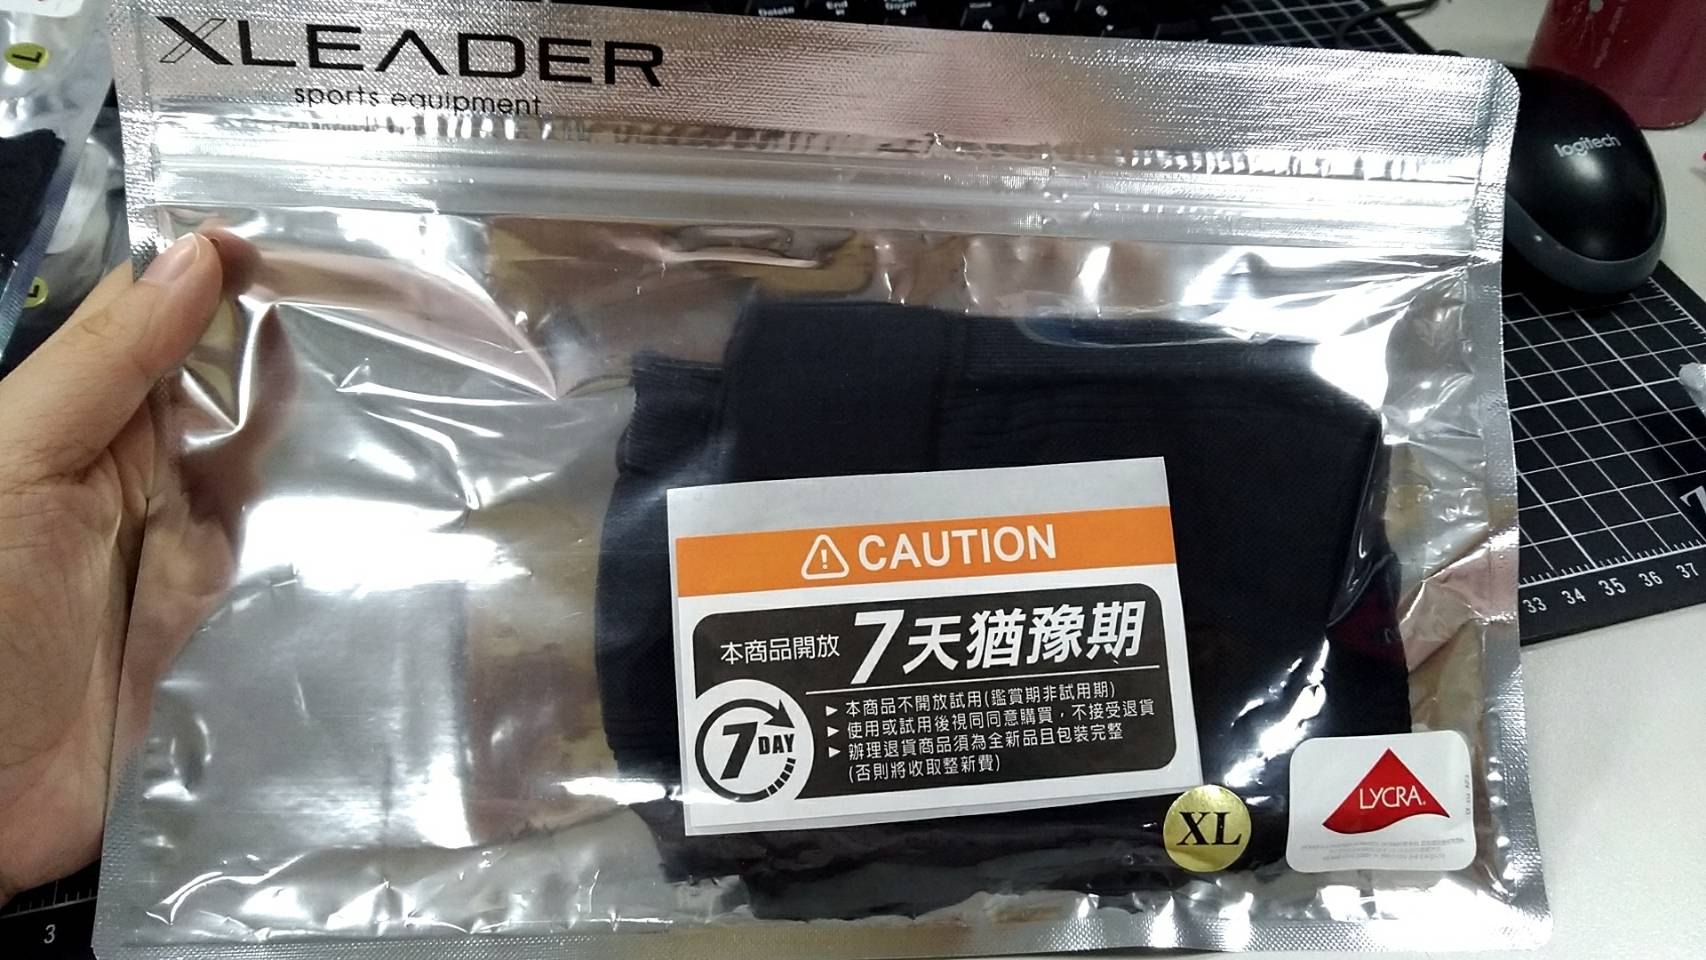 Delete
End
Down
XLEADER
sports equipment
logitech
L
L
CAUTION
本商品開放 7天猶豫期
7 DAY
▶ 本商品不開放試用(鑑賞期非試用期)
▶ 使用或試用後視同同意購買，不接受退貨
▶ 辦理退貨商品須為全新品且包裝完整
(否則將收取整新費)
XL
LYCRA
33 34 35 36 37
3